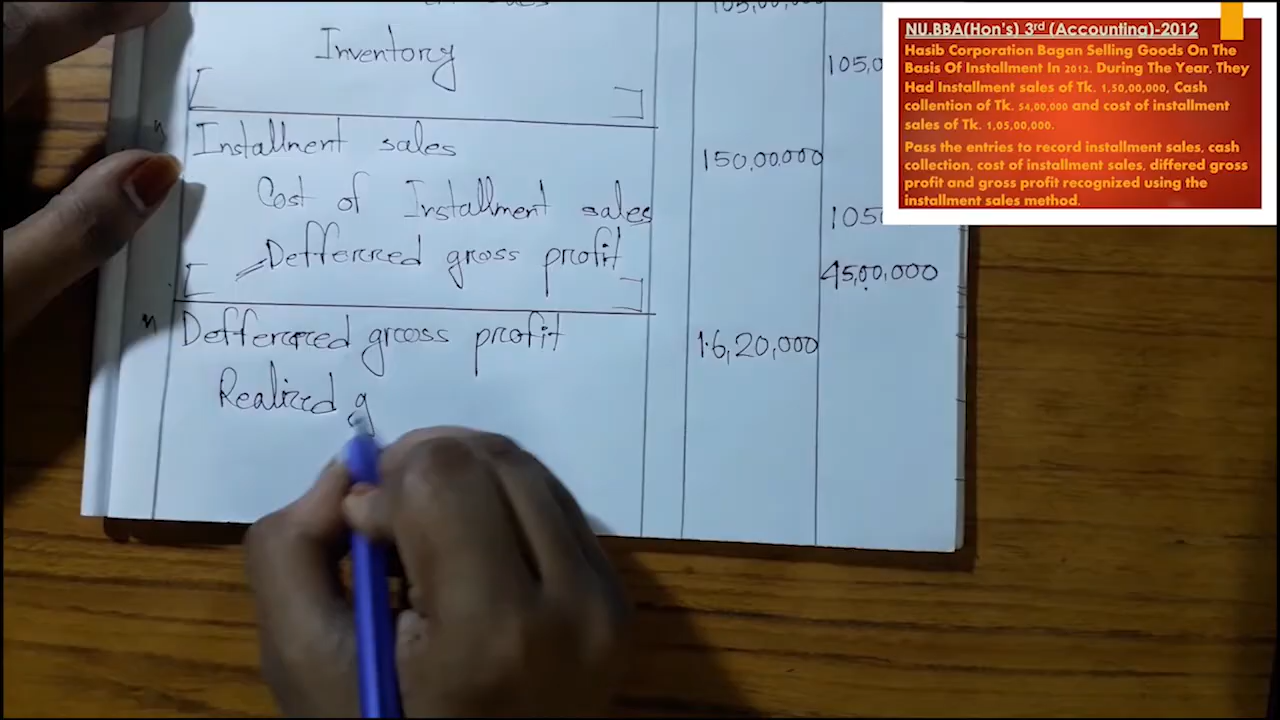 105,00,000
Inventory
105,0
Installment sales
150,00,000
Cost of Installment sales
105
Defferred gross profit
45,00,000
Defferred gross profit
16,20,000
Realized g
NU.BBA(Hon's) 3rd (Accounting)-2012
Hasib Corporation Bagan Selling Goods On The
Basis Of Installment In 2012. During The Year, They
Had Installment sales of Tk. 1,50,00,000, Cash
collention of Tk. 54,00,000 and cost of installment
sales of Tk. 1,05,00,000.
Pass the entries to record installment sales, cash
collection, cost of installment sales, differed gross
profit and gross profit recognized using the
installment sales method.